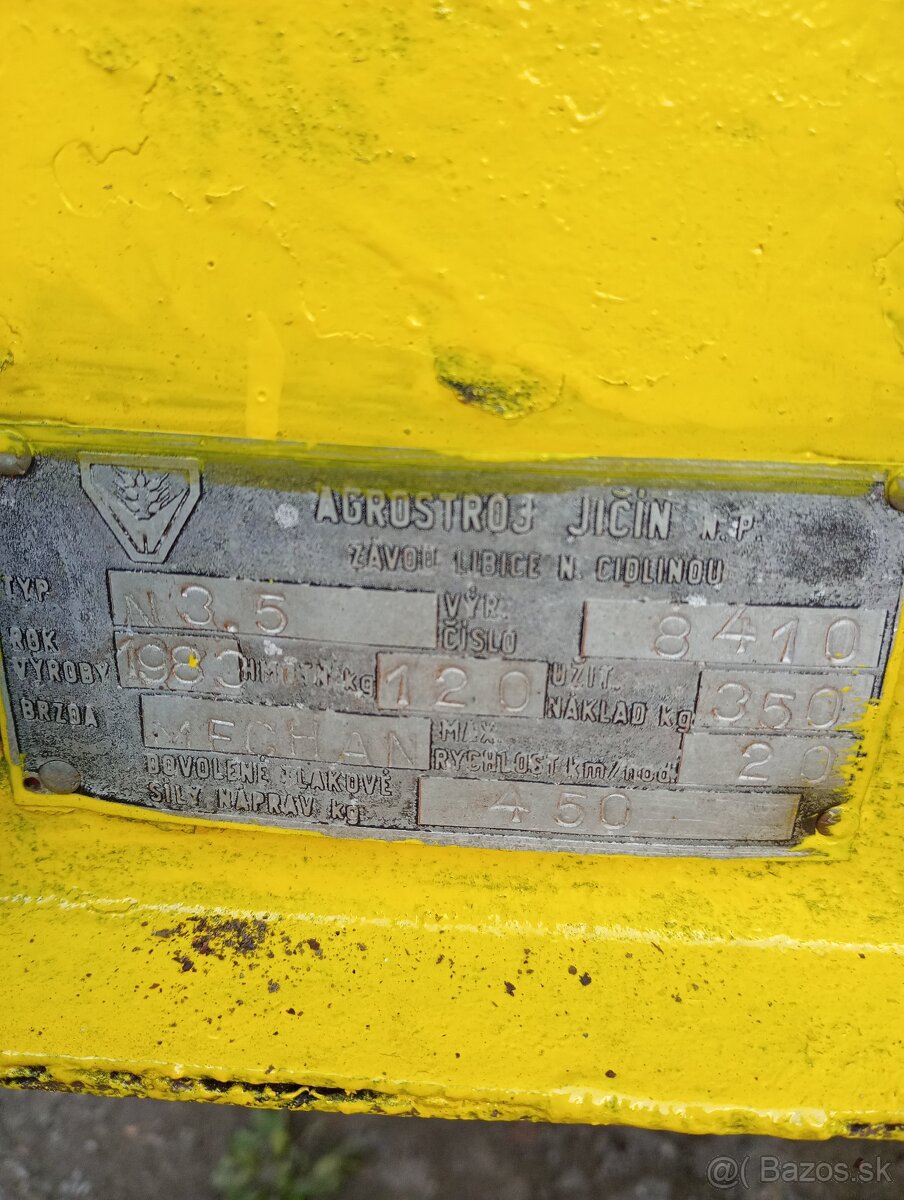 AGROSTROJ JIČÍN N.P.
ZÁVOD LIBICE N. CIDLINOU
TYP N 3.5 VÝR. ČÍSLO 8410
ROK VÝROBY 1983 HMOTN. kg 120 UŽIT. NÁKLAD kg 350
BRZDA MECHAN MAX. RYCHLOST km/hod. 20
DOVOLENÉ TLAKOVÉ SÍLY NÁPRAV kg 450
@( Bazos.sk